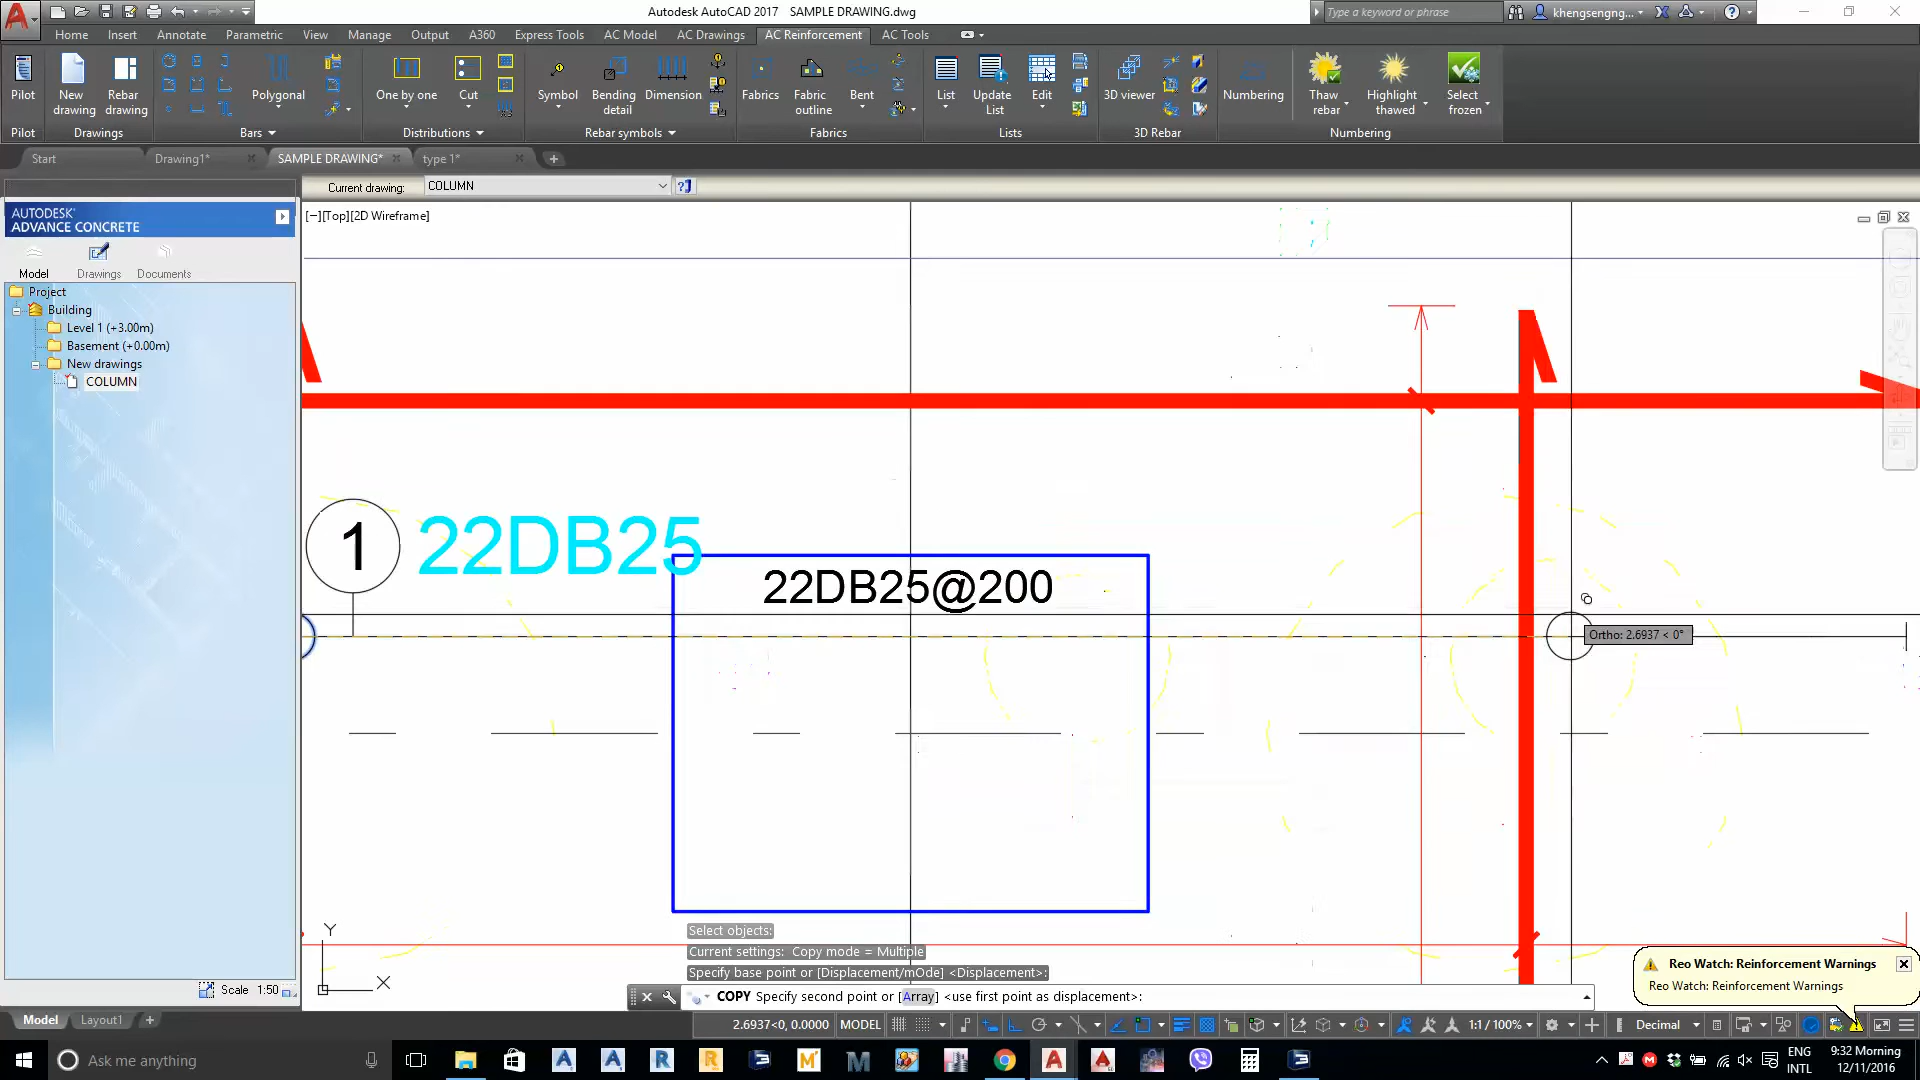 Autodesk AutoCAD 2017 SAMPLE DRAWING.dwg
Type a keyword or phrase
khengsengng...
Home Insert Annotate Parametric View Manage Output A360 Express Tools AC Model AC Drawings AC Reinforcement AC Tools
Pilot
New drawing
Rebar drawing
Polygonal
One by one
Cut
Symbol
Bending detail
Dimension
Fabrics
Fabric outline
Bent
List
Update List
Edit
3D viewer
Numbering
Thaw rebar
Highlight thawed
Select frozen
Pilot Drawings Bars Distributions Rebar symbols Fabrics Lists 3D Rebar Numbering
Start Drawing1* SAMPLE DRAWING* type 1*
Current drawing: COLUMN
AUTODESK®
ADVANCE CONCRETE
[−][Top][2D Wireframe]
Model Drawings Documents
Project
Building
Level 1 (+3.00m)
Basement (+0.00m)
New drawings
COLUMN
1 22DB25
22DB25@200
Ortho: 2.6937 < 0°
Y
X
Select objects:
Current settings: Copy mode = Multiple
Specify base point or [Displacement/mOde] <Displacement>:
COPY Specify second point or [Array] <use first point as displacement>:
Reo Watch: Reinforcement Warnings
Reo Watch: Reinforcement Warnings
Scale 1:50
Model Layout1
2.6937<0, 0.0000 MODEL 1:1 / 100% Decimal
Ask me anything
ENG
INTL
9:32 Morning
12/11/2016